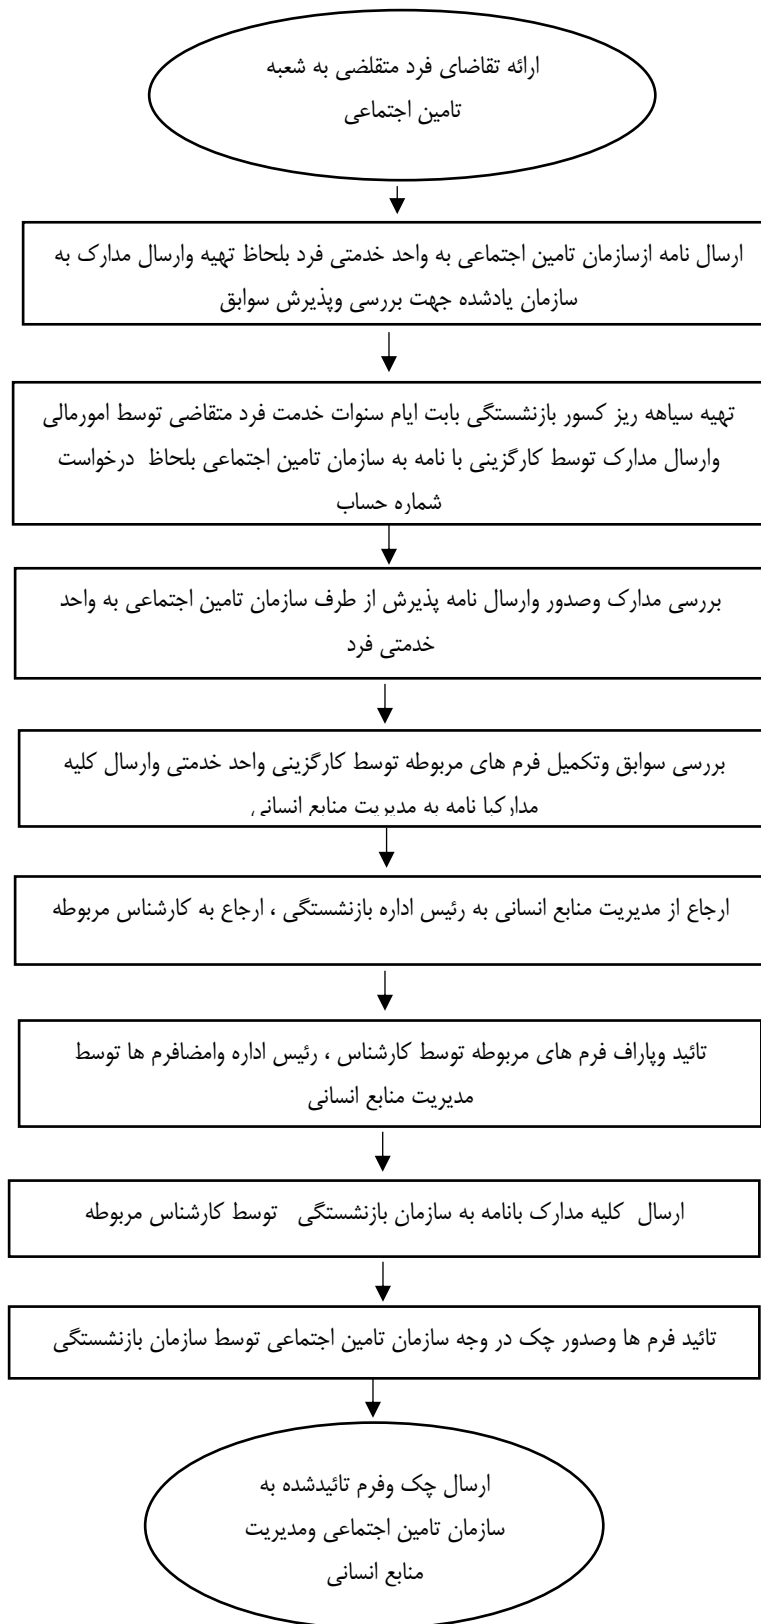 ارائه تقاضای فرد متقلضی به شعبه
تامین اجتماعی
ارسال نامه ازسازمان تامین اجتماعی به واحد خدمتی فرد بلحاظ تهیه وارسال مدارک به
سازمان یادشده جهت بررسی وپذیرش سوابق
تهیه سیاهه ریز کسور بازنشستگی بابت ایام سنوات خدمت فرد متقاضی توسط امورمالی
وارسال مدارک توسط کارگزینی با نامه به سازمان تامین اجتماعی بلحاظ درخواست
شماره حساب
بررسی مدارک وصدور وارسال نامه پذیرش از طرف سازمان تامین اجتماعی به واحد
خدمتی فرد
بررسی سوابق وتکمیل فرم های مربوطه توسط کارگزینی واحد خدمتی وارسال کلیه
مدارکبا نامه به مدیریت منابع انسانی
ارجاع از مدیریت منابع انسانی به رئیس اداره بازنشستگی ، ارجاع به کارشناس مربوطه
تائید وپاراف فرم های مربوطه توسط کارشناس ، رئیس اداره وامضافرم ها توسط
مدیریت منابع انسانی
ارسال کلیه مدارک بانامه به سازمان بازنشستگی توسط کارشناس مربوطه
تائید فرم ها وصدور چک در وجه سازمان تامین اجتماعی توسط سازمان بازنشستگی
ارسال چک وفرم تائیدشده به
سازمان تامین اجتماعی ومدیریت
منابع انسانی